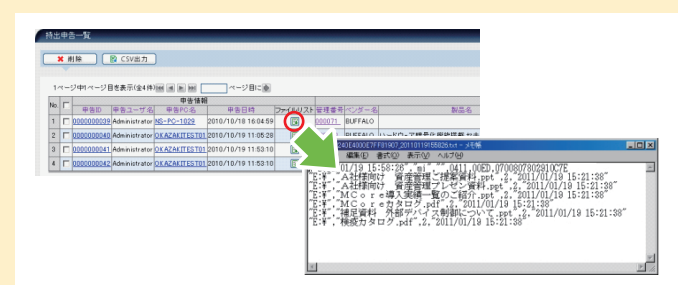 持出申告一覧
削除 CSV出力
1ページ中1ページ目を表示(全4件) ページ目に
No. 申告情報
申告ID 申告ユーザ名 申告PC名 申告日時 ファイルリスト 管理番号 ベンダー名 製品名
1 0000000039 Administrator NS-PC-1029 2010/10/18 16:04:59 000071 BUFFALO
2 0000000040 Administrator OKAZAKITEST01 2010/10/19 11:05:28 BUFFALO
3 0000000041 Administrator OKAZAKITEST01 2010/10/19 11:53:10
4 0000000042 Administrator OKAZAKITEST01 2010/10/19 11:53:10
メモ帳
編集(E) 書式(O) 表示(V) ヘルプ(H)
"E:¥","A社様向け 資産管理ご提案資料.ppt",2,"2011/01/19 15:21:38"
"E:¥","A社様向け 資産管理プレゼン資料.ppt",2,"2011/01/19 15:21:38"
"E:¥","MCore導入実績一覧のご紹介.ppt",2,"2011/01/19 15:21:38"
"E:¥","MCoreカタログ.pdf",2,"2011/01/19 15:21:38"
"E:¥","補足資料 外部デバイス制御について.ppt",2,"2011/01/19 15:21:38"
"E:¥","検疫カタログ.pdf",2,"2011/01/19 15:21:38"